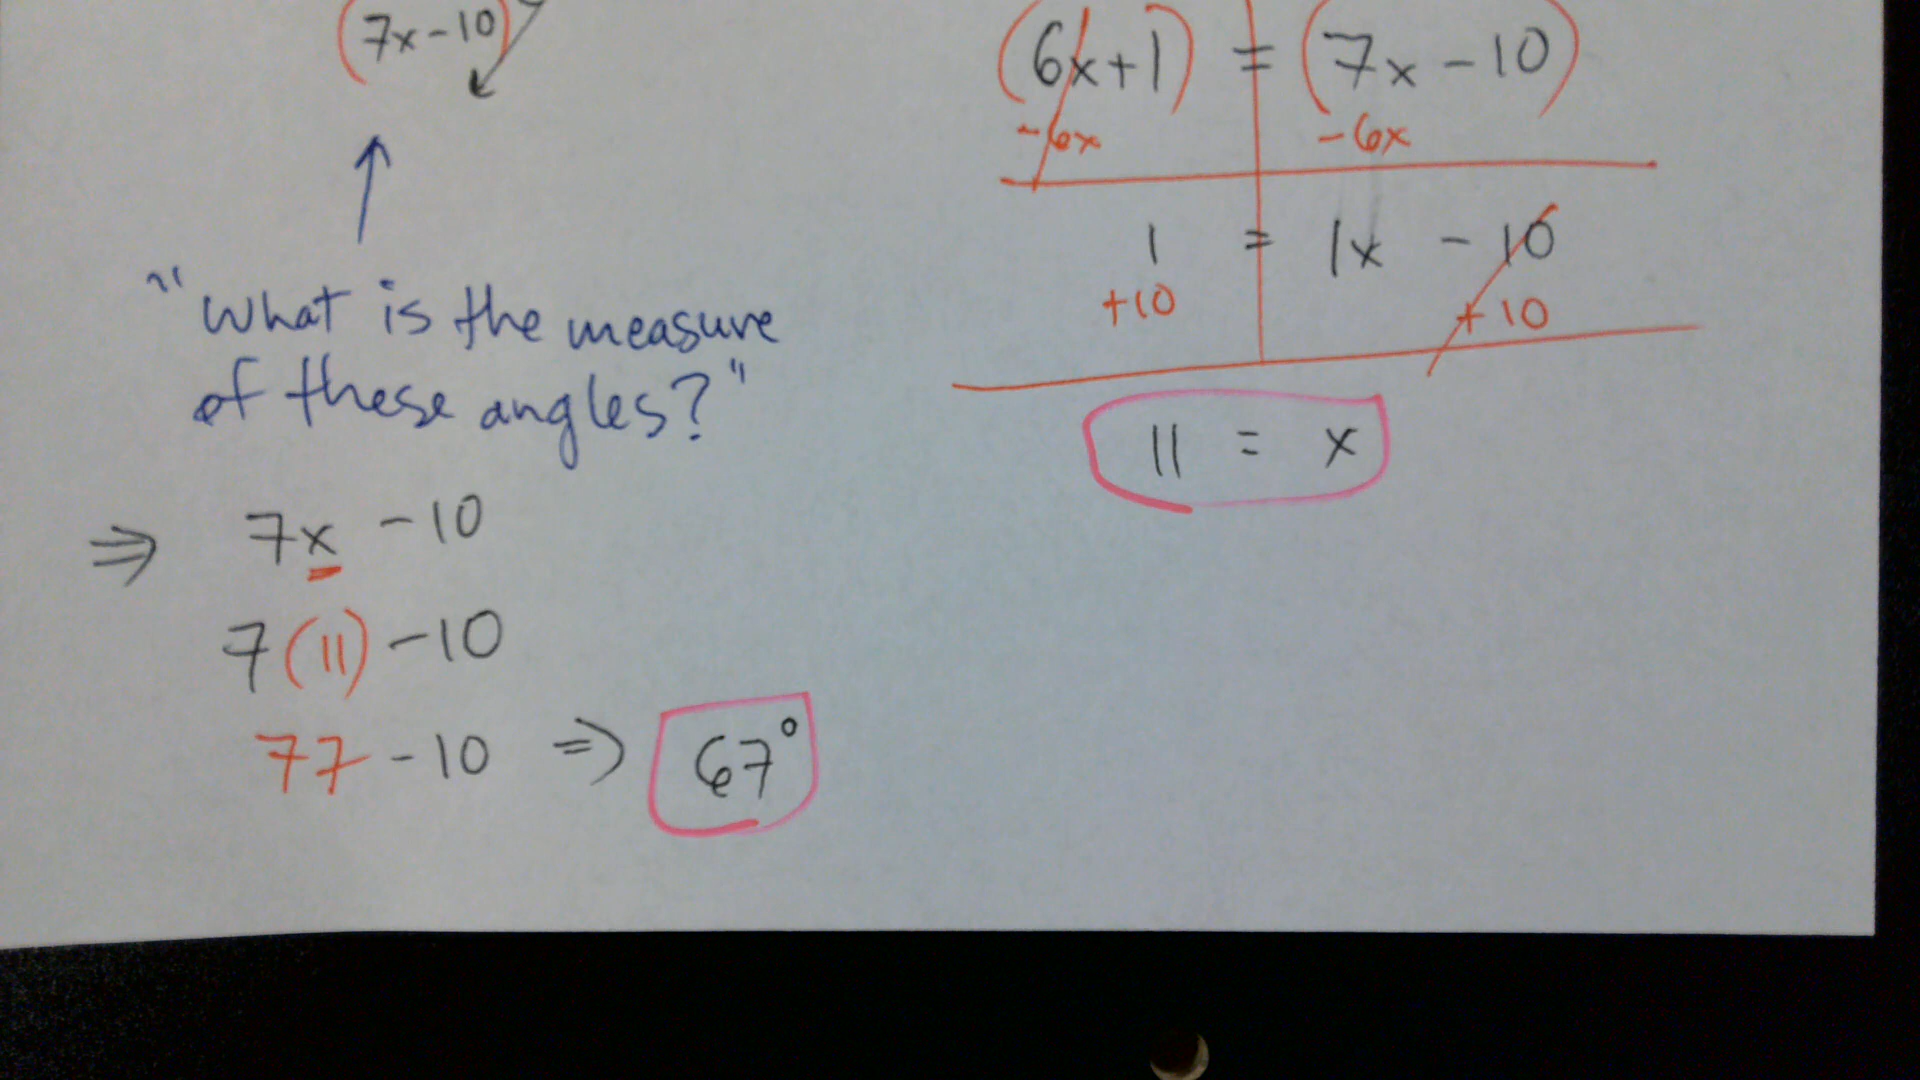 (7x-10)
"What is the measure
of these angles?"
⇒ 7x -10
7(11) -10
77 -10 ⇒ 67°
(6x+1) = (7x-10)
-6x -6x
1 = 1x - 10
+10 +10
11 = x